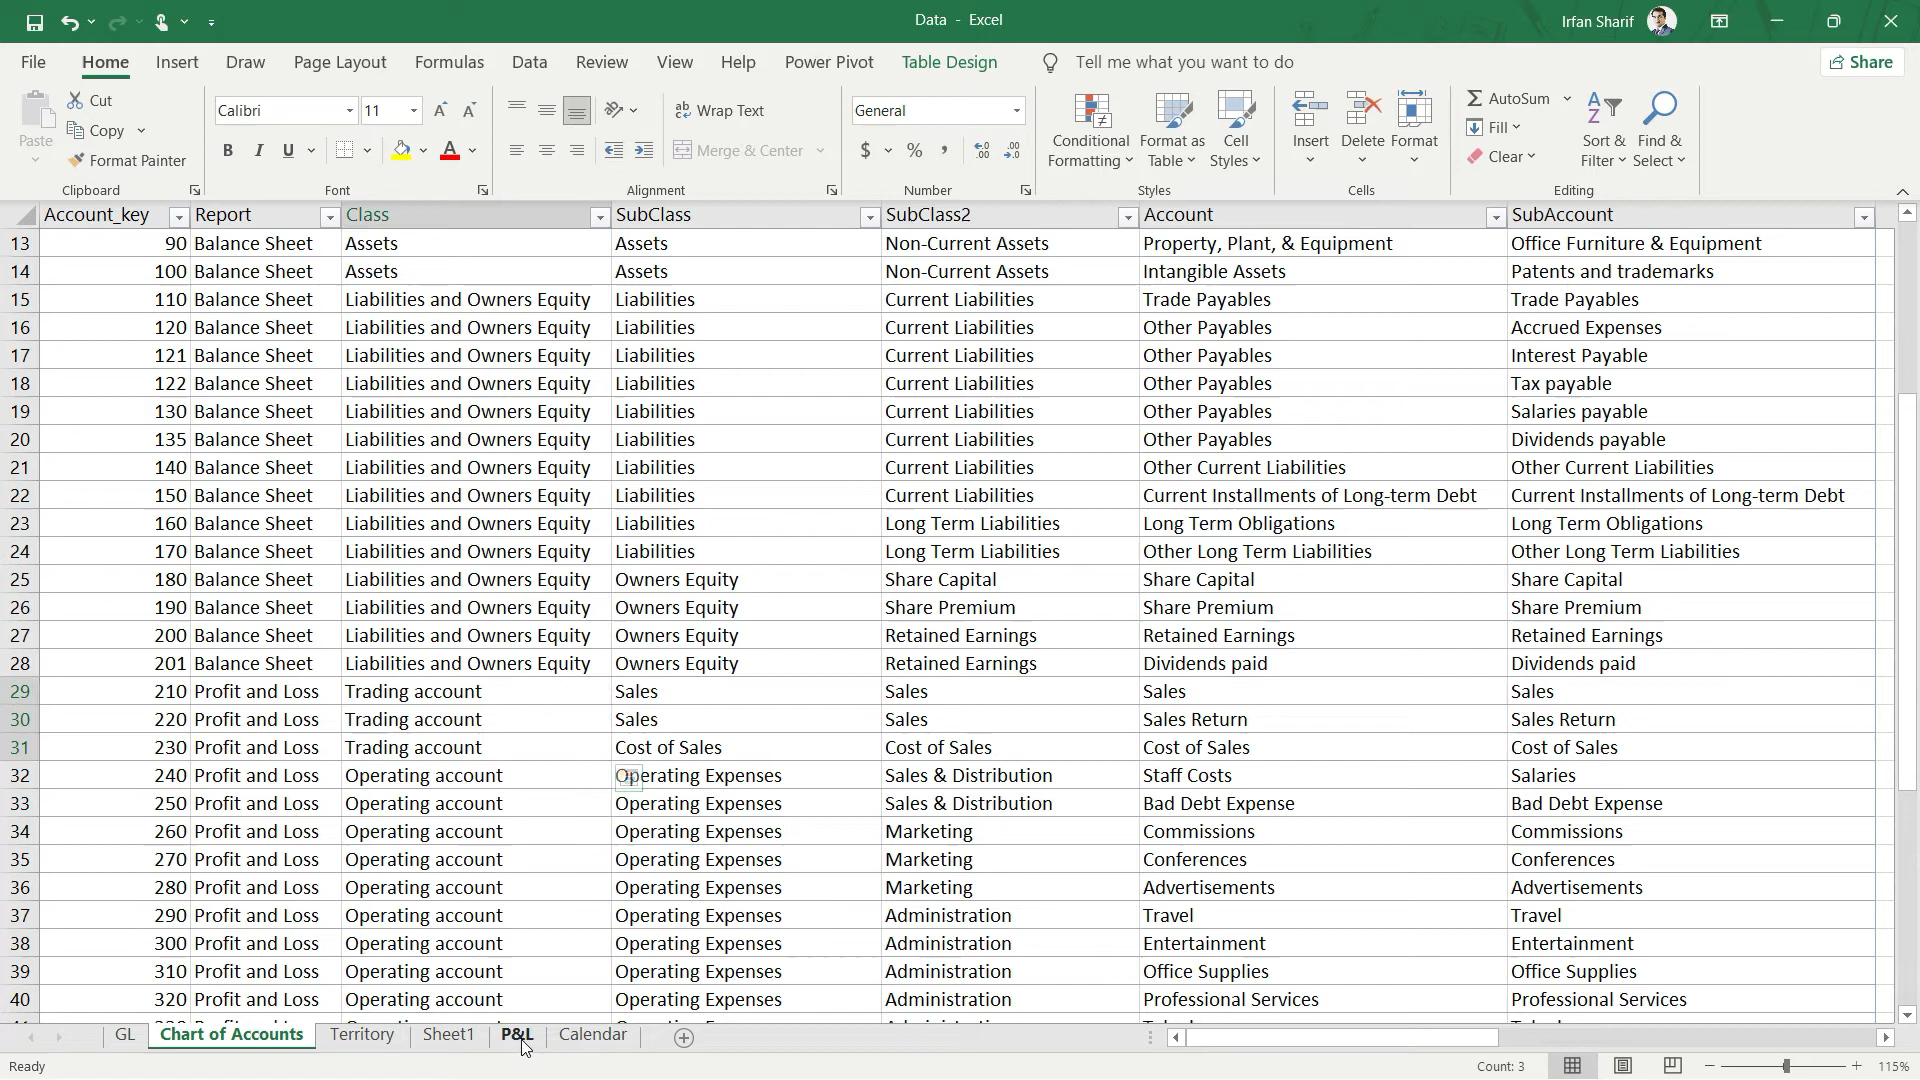 Data - Excel
Irfan Sharif
File Home Insert Draw Page Layout Formulas Data Review View Help Power Pivot Table Design Tell me what you want to do Share
Paste
Cut
Copy
Format Painter
Clipboard
Calibri 11
B I U A
Font
Wrap Text
Merge & Center
Alignment
General
$ % ,
Number
Conditional Formatting
Format as Table
Cell Styles
Styles
Insert
Delete
Format
Cells
AutoSum
Fill
Clear
Sort & Filter
Find & Select
Editing
Account_key Report Class SubClass SubClass2 Account SubAccount
13 90 Balance Sheet Assets Assets Non-Current Assets Property, Plant, & Equipment Office Furniture & Equipment
14 100 Balance Sheet Assets Assets Non-Current Assets Intangible Assets Patents and trademarks
15 110 Balance Sheet Liabilities and Owners Equity Liabilities Current Liabilities Trade Payables Trade Payables
16 120 Balance Sheet Liabilities and Owners Equity Liabilities Current Liabilities Other Payables Accrued Expenses
17 121 Balance Sheet Liabilities and Owners Equity Liabilities Current Liabilities Other Payables Interest Payable
18 122 Balance Sheet Liabilities and Owners Equity Liabilities Current Liabilities Other Payables Tax payable
19 130 Balance Sheet Liabilities and Owners Equity Liabilities Current Liabilities Other Payables Salaries payable
20 135 Balance Sheet Liabilities and Owners Equity Liabilities Current Liabilities Other Payables Dividends payable
21 140 Balance Sheet Liabilities and Owners Equity Liabilities Current Liabilities Other Current Liabilities Other Current Liabilities
22 150 Balance Sheet Liabilities and Owners Equity Liabilities Current Liabilities Current Installments of Long-term Debt Current Installments of Long-term Debt
23 160 Balance Sheet Liabilities and Owners Equity Liabilities Long Term Liabilities Long Term Obligations Long Term Obligations
24 170 Balance Sheet Liabilities and Owners Equity Liabilities Long Term Liabilities Other Long Term Liabilities Other Long Term Liabilities
25 180 Balance Sheet Liabilities and Owners Equity Owners Equity Share Capital Share Capital Share Capital
26 190 Balance Sheet Liabilities and Owners Equity Owners Equity Share Premium Share Premium Share Premium
27 200 Balance Sheet Liabilities and Owners Equity Owners Equity Retained Earnings Retained Earnings Retained Earnings
28 201 Balance Sheet Liabilities and Owners Equity Owners Equity Retained Earnings Dividends paid Dividends paid
29 210 Profit and Loss Trading account Sales Sales Sales Sales
30 220 Profit and Loss Trading account Sales Sales Sales Return Sales Return
31 230 Profit and Loss Trading account Cost of Sales Cost of Sales Cost of Sales Cost of Sales
32 240 Profit and Loss Operating account Operating Expenses Sales & Distribution Staff Costs Salaries
33 250 Profit and Loss Operating account Operating Expenses Sales & Distribution Bad Debt Expense Bad Debt Expense
34 260 Profit and Loss Operating account Operating Expenses Marketing Commissions Commissions
35 270 Profit and Loss Operating account Operating Expenses Marketing Conferences Conferences
36 280 Profit and Loss Operating account Operating Expenses Marketing Advertisements Advertisements
37 290 Profit and Loss Operating account Operating Expenses Administration Travel Travel
38 300 Profit and Loss Operating account Operating Expenses Administration Entertainment Entertainment
39 310 Profit and Loss Operating account Operating Expenses Administration Office Supplies Office Supplies
40 320 Profit and Loss Operating account Operating Expenses Administration Professional Services Professional Services
GL Chart of Accounts Territory Sheet1 P&L Calendar
Ready Count: 3 115%